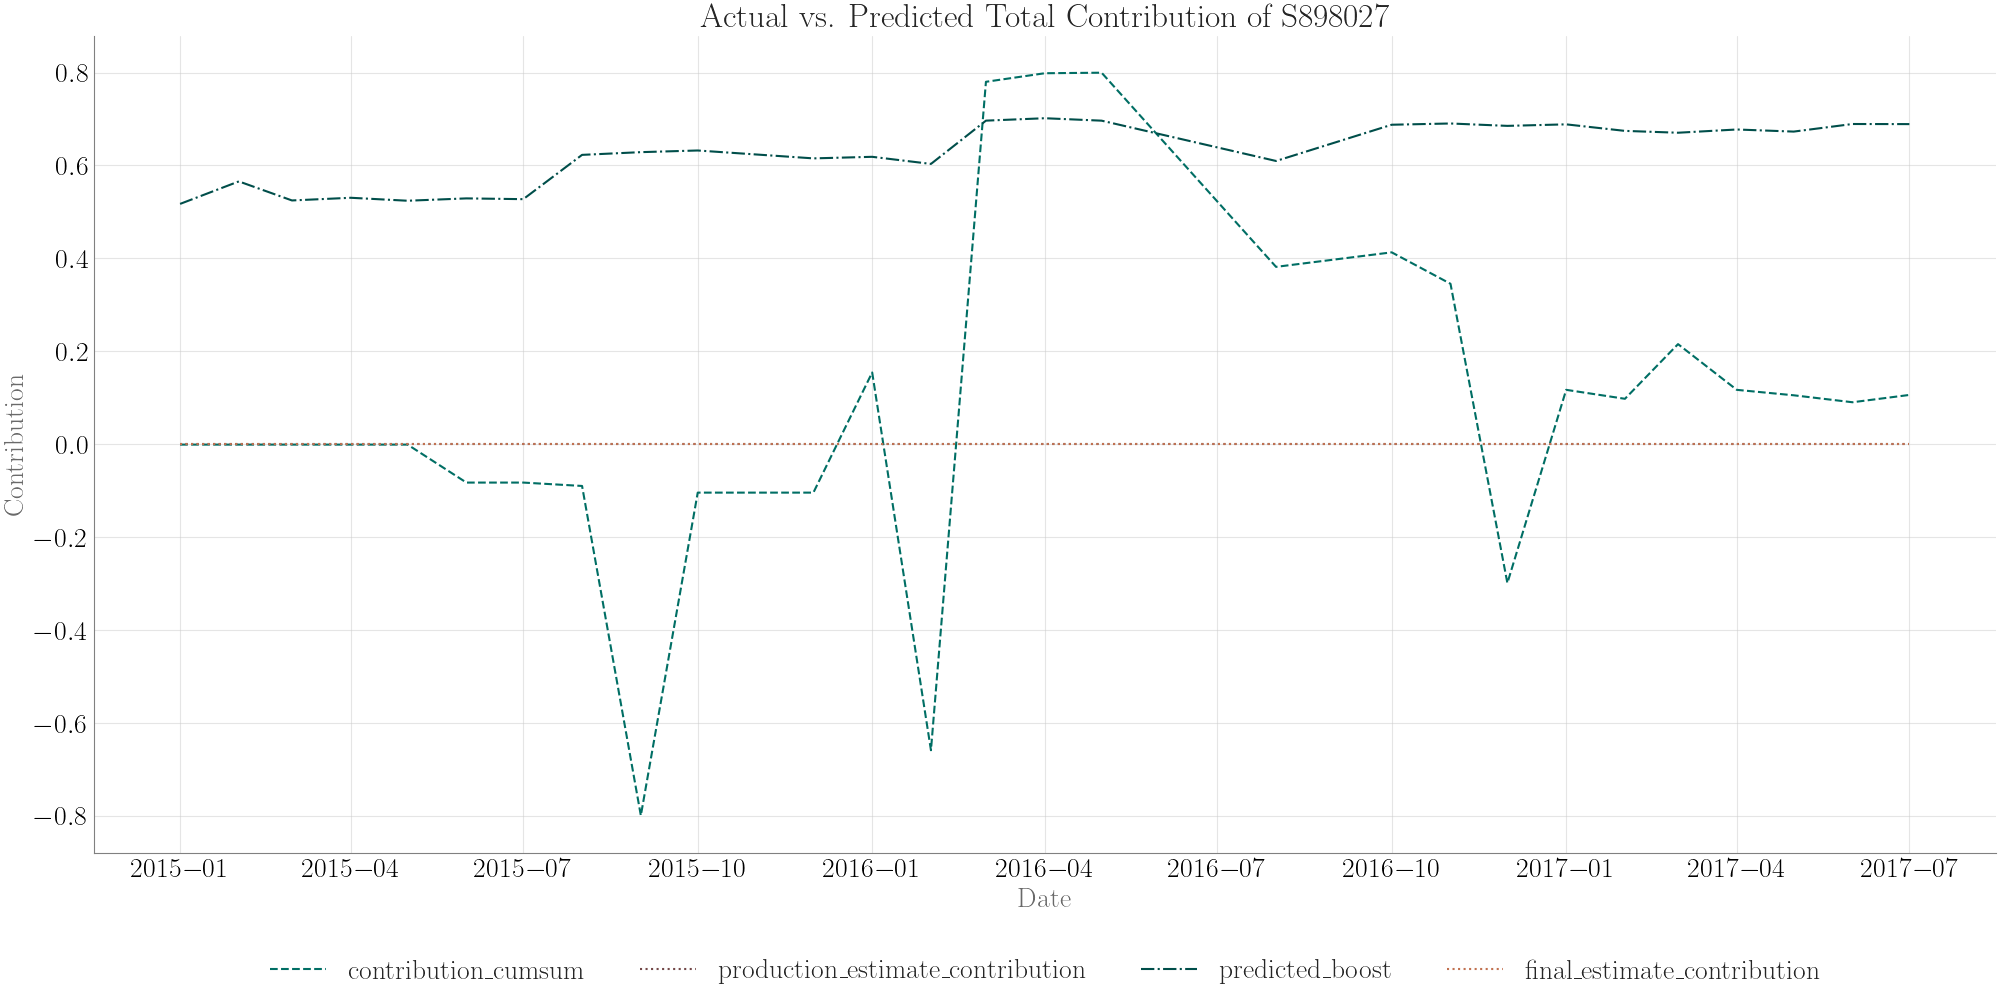 Actual vs. Predicted Total Contribution of S898027
Contribution
0.8
0.6
0.4
0.2
0.0
−0.2
−0.4
−0.6
−0.8
2015−01 2015−04 2015−07 2015−10 2016−01 2016−04 2016−07 2016−10 2017−01 2017−04 2017−07
Date
contribution_cumsum production_estimate_contribution predicted_boost final_estimate_contribution